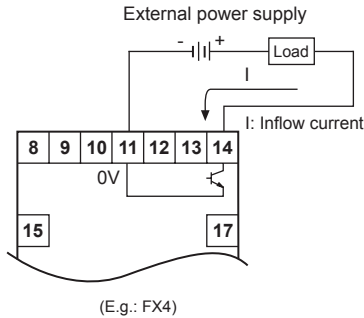 External power supply
- +
Load
I
I: Inflow current
8 9 10 11 12 13 14
0V
15 17
(E.g.: FX4)